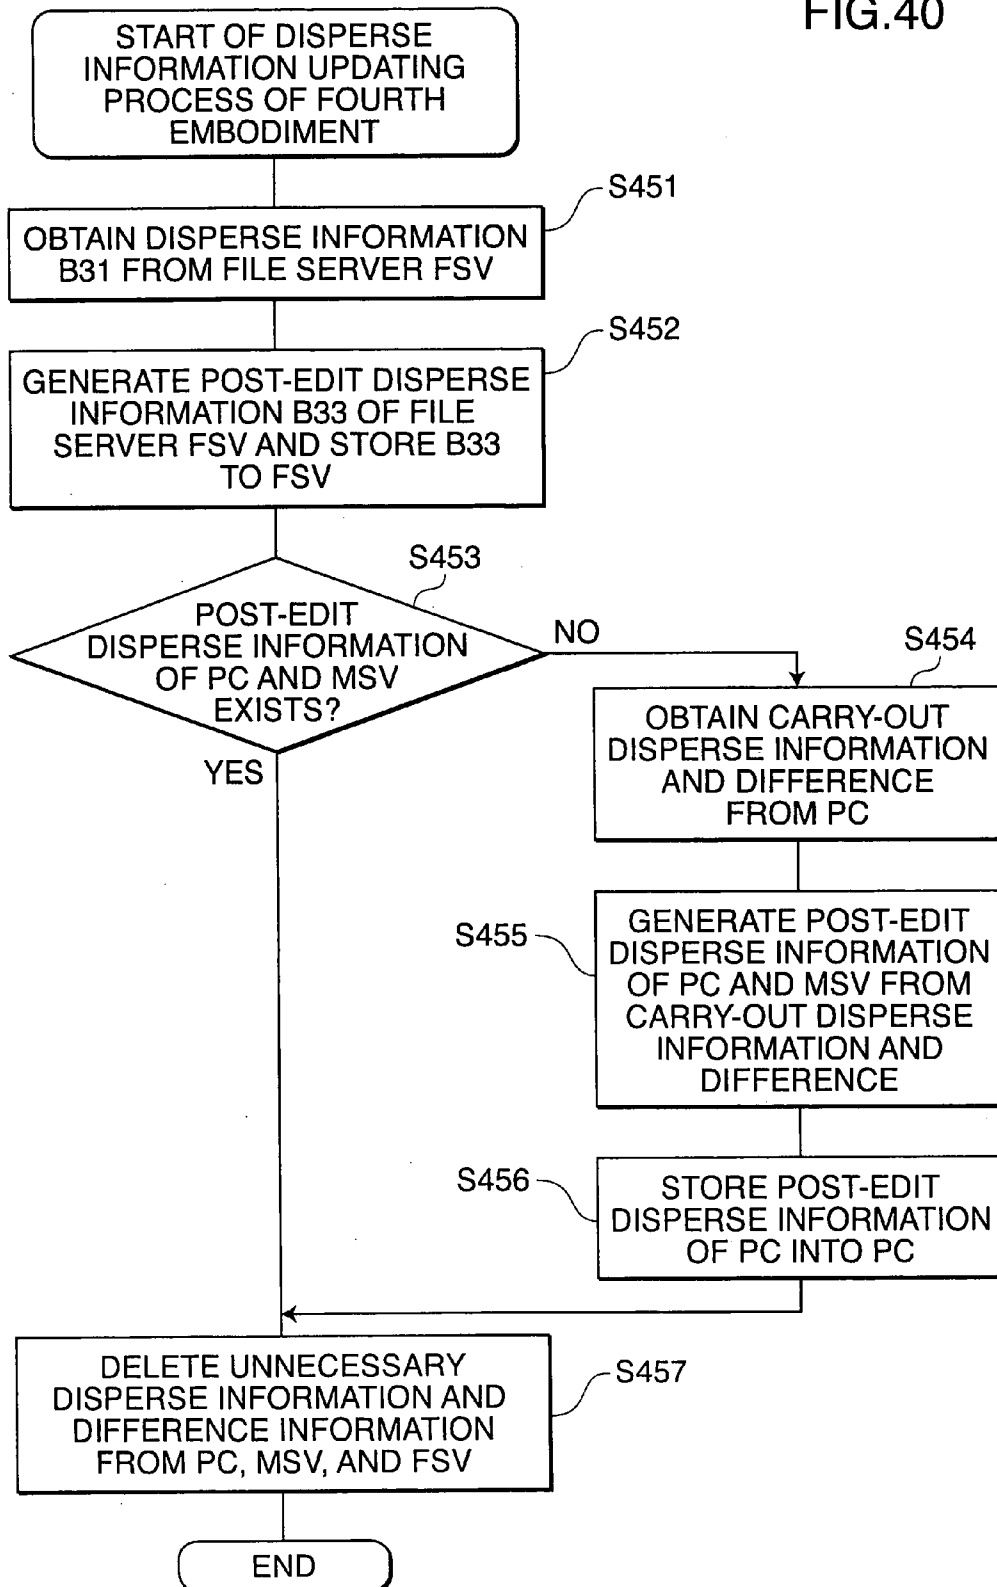 FIG.40
START OF DISPERSE
INFORMATION UPDATING
PROCESS OF FOURTH
EMBODIMENT
S451
OBTAIN DISPERSE INFORMATION
B31 FROM FILE SERVER FSV
S452
GENERATE POST-EDIT DISPERSE
INFORMATION B33 OF FILE
SERVER FSV AND STORE B33
TO FSV
S453
POST-EDIT
DISPERSE INFORMATION
OF PC AND MSV
EXISTS?
NO
YES
S454
OBTAIN CARRY-OUT
DISPERSE INFORMATION
AND DIFFERENCE
FROM PC
S455
GENERATE POST-EDIT
DISPERSE INFORMATION
OF PC AND MSV FROM
CARRY-OUT DISPERSE
INFORMATION AND
DIFFERENCE
S456
STORE POST-EDIT
DISPERSE INFORMATION
OF PC INTO PC
S457
DELETE UNNECESSARY
DISPERSE INFORMATION AND
DIFFERENCE INFORMATION
FROM PC, MSV, AND FSV
END